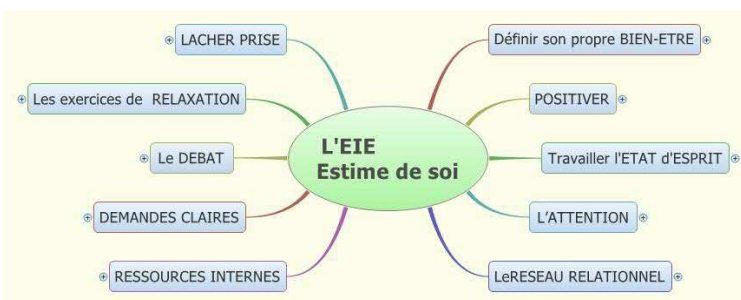 LACHER PRISE
Définir son propre BIEN-ETRE
Les exercices de RELAXATION
POSITIVER
L'EIE
Estime de soi
Le DEBAT
Travailler l'ETAT d'ESPRIT
DEMANDES CLAIRES
L'ATTENTION
RESSOURCES INTERNES
LeRESEAU RELATIONNEL